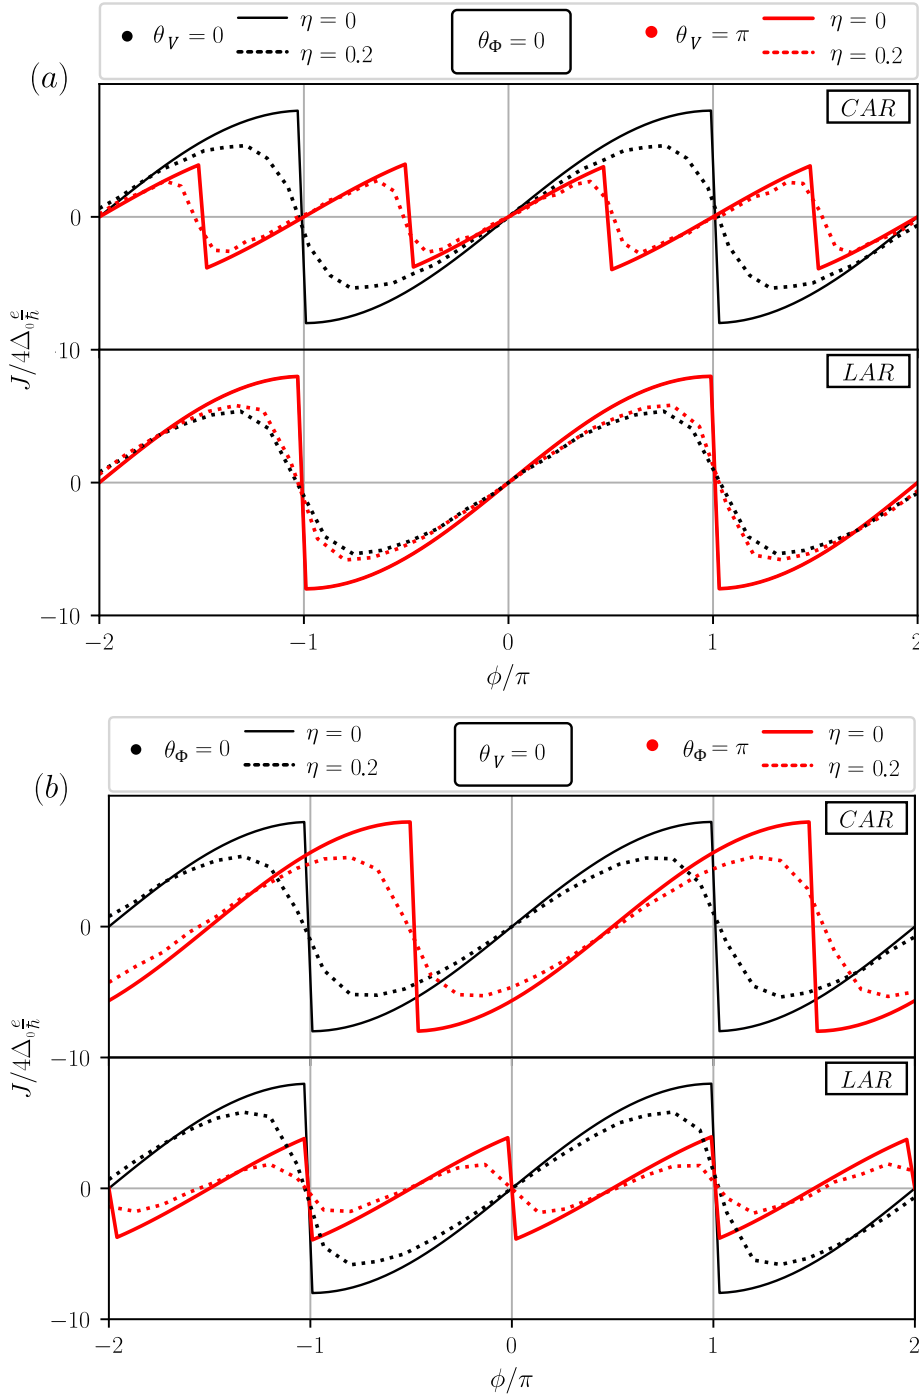 θ_V = 0 η = 0 η = 0.2 θ_Φ = 0 θ_V = π η = 0 η = 0.2
(a)
CAR
0
J/4Δ₀ e/ℏ
10
LAR
0
−10
−2 −1 0 1 2
ϕ/π
θ_Φ = 0 η = 0 η = 0.2 θ_V = 0 θ_Φ = π η = 0 η = 0.2
(b)
CAR
0
J/4Δ₀ e/ℏ
−10
LAR
0
−10
−2 −1 0 1 2
ϕ/π